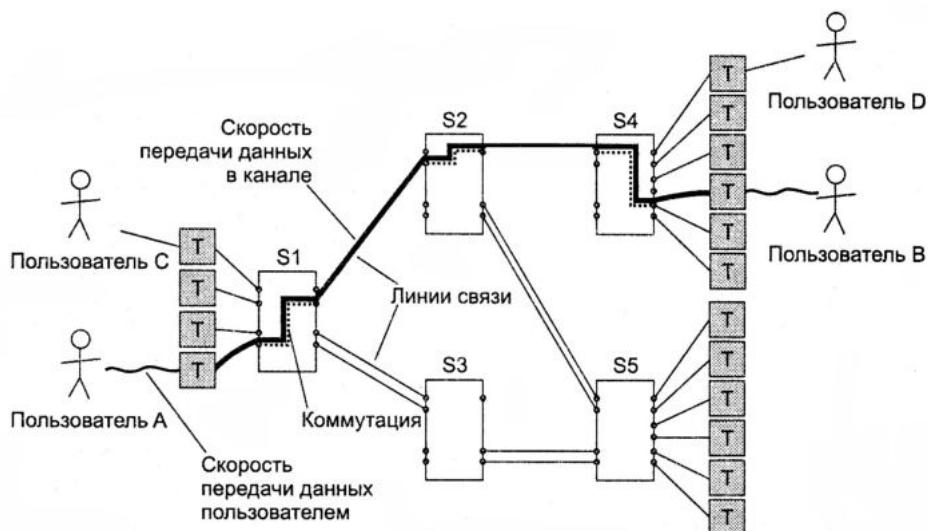 Пользователь D
S2
S4
Скорость
передачи данных
в канале
Т
Т
Т
Т
Т
Т
Пользователь B
Пользователь C
Т
Т
Т
Т
S1
Линии связи
Пользователь A
S3
S5
Коммутация
Т
Т
Т
Т
Т
Т
Скорость
передачи данных
пользователем